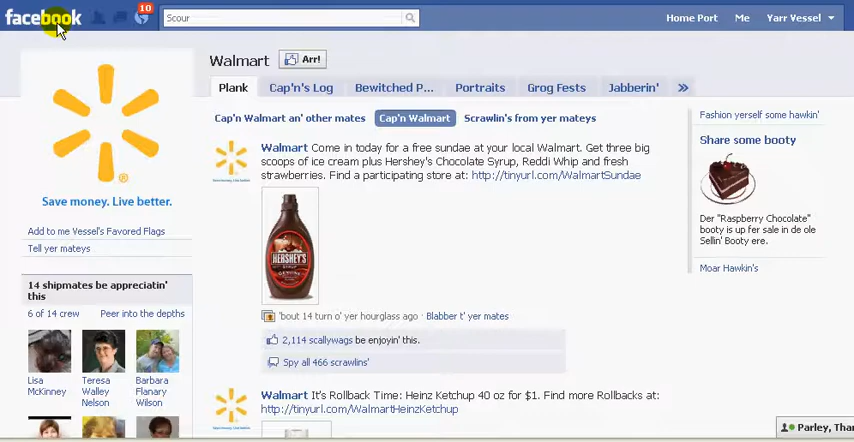 facebook
10
Scour
Home Port
Me
Yarr Vessel
Walmart
Arr!
Plank
Cap'n's Log
Bewitched P...
Portraits
Grog Fests
Jabberin'
»
Cap'n Walmart an' other mates
Cap'n Walmart
Scrawlin's from yer mateys
Save money. Live better.
Add to me Vessel's Favored Flags
Tell yer mateys
14 shipmates be appreciatin'
this
6 of 14 crew
Peer into the depths
Lisa
McKinney
Teresa
Walley
Nelson
Barbara
Flanary
Wilson
Walmart Come in today for a free sundae at your local Walmart. Get three big
scoops of ice cream plus Hershey's Chocolate Syrup, Reddi Whip and fresh
strawberries. Find a participating store at: http://tinyurl.com/WalmartSundae
HERSHEY'S
SYRUP
'bout 14 turn o' yer hourglass ago · Blabber t' yer mates
2,114 scallywags be enjoyin' this.
Spy all 466 scrawlins'
Walmart It's Rollback Time: Heinz Ketchup 40 oz for $1. Find more Rollbacks at:
http://tinyurl.com/WalmartHeinzKetchup
Fashion yerself some hawkin'
Share some booty
Der "Raspberry Chocolate"
booty is up fer sale in de ole
Sellin' Booty ere.
Moar Hawkin's
Parley, Thar